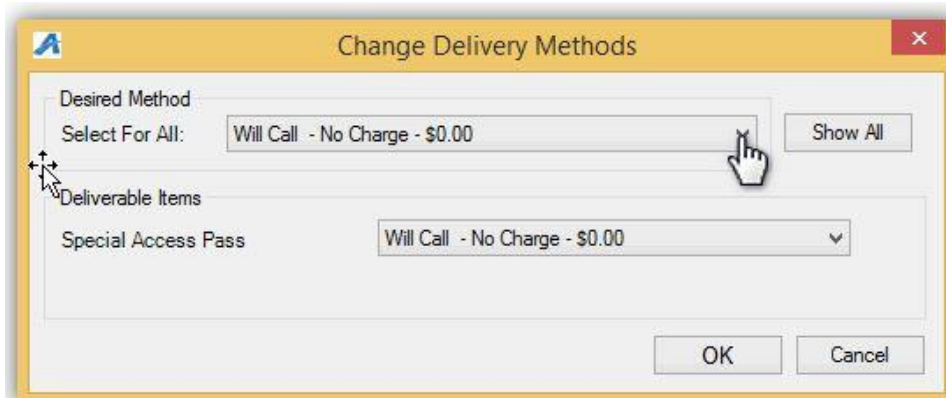 Change Delivery Methods
Desired Method
Select For All: Will Call - No Charge - $0.00 Show All
Deliverable Items
Special Access Pass Will Call - No Charge - $0.00
OK Cancel